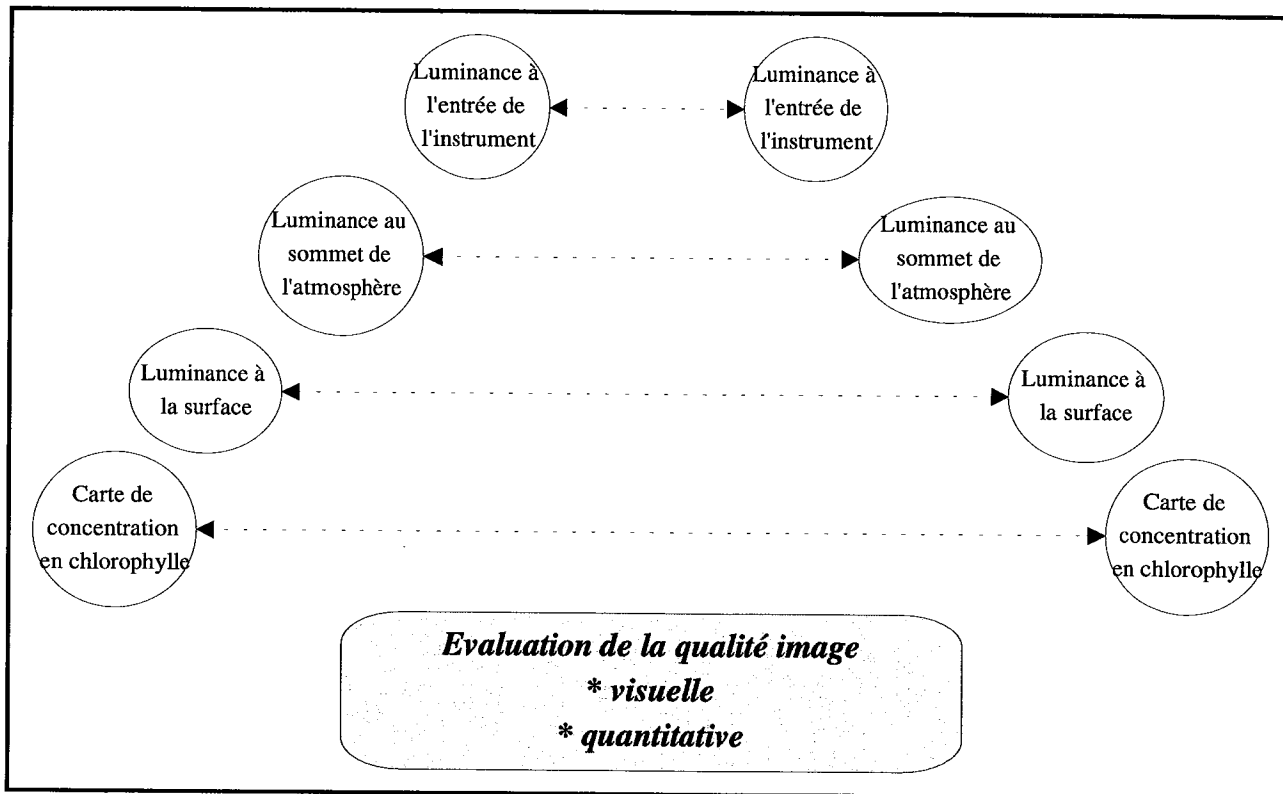 Luminance à
l'entrée de
l'instrument
Luminance à
l'entrée de
l'instrument
Luminance au
sommet de
l'atmosphère
Luminance au
sommet de
l'atmosphère
Luminance à
la surface
Luminance à
la surface
Carte de
concentration
en chlorophylle
Carte de
concentration
en chlorophylle
Evaluation de la qualité image
* visuelle
* quantitative